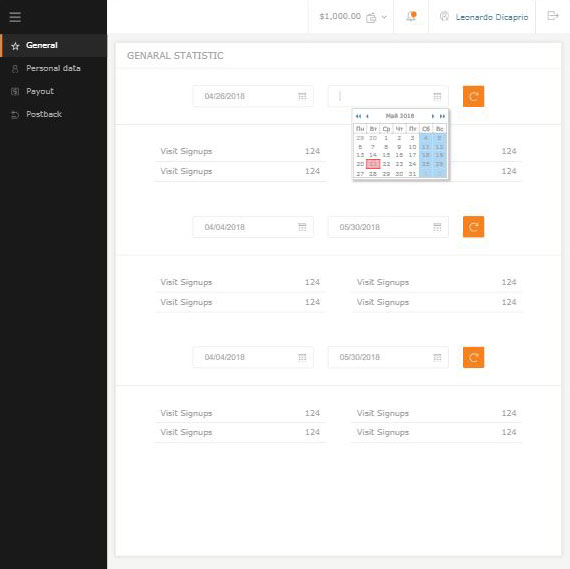 $1,000.00
Leonardo Dicaprio
General
Personal data
Payout
Postback
GENARAL STATISTIC
04/26/2018
Май 2018
Пн Вт Ср Чт Пт Сб Вс
29 30 1 2 3 4 5
6 7 8 9 10 11 12
13 14 15 16 17 18 19
20 21 22 23 24 25 26
27 28 29 30 31
Visit Signups 124
124
Visit Signups 124
124
04/04/2018 05/30/2018
Visit Signups 124 Visit Signups 124
Visit Signups 124 Visit Signups 124
04/04/2018 05/30/2018
Visit Signups 124 Visit Signups 124
Visit Signups 124 Visit Signups 124